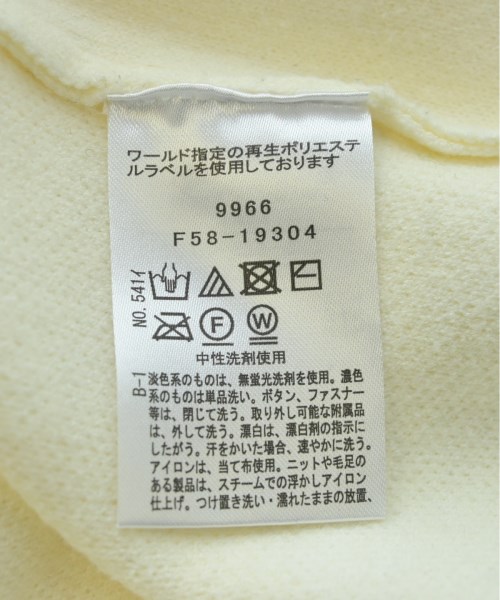 ワールド指定の再生ポリエステ
ルラベルを使用しております
9966
F58-19304
NO. 541イ
F
W
中性洗剤使用
B-1
淡色系のものは、無蛍光洗剤を使用。濃色
系のものは単品洗い。ボタン、ファスナー
等は、閉じて洗う。取り外し可能な附属品
は、外して洗う。漂白は、漂白剤の指示に
したがう。汗をかいた場合、速やかに洗う。
アイロンは、当て布使用。ニットや毛足の
ある製品は、スチームでの浮かしアイロン
仕上げ。つけ置き洗い・濡れたままの放置、